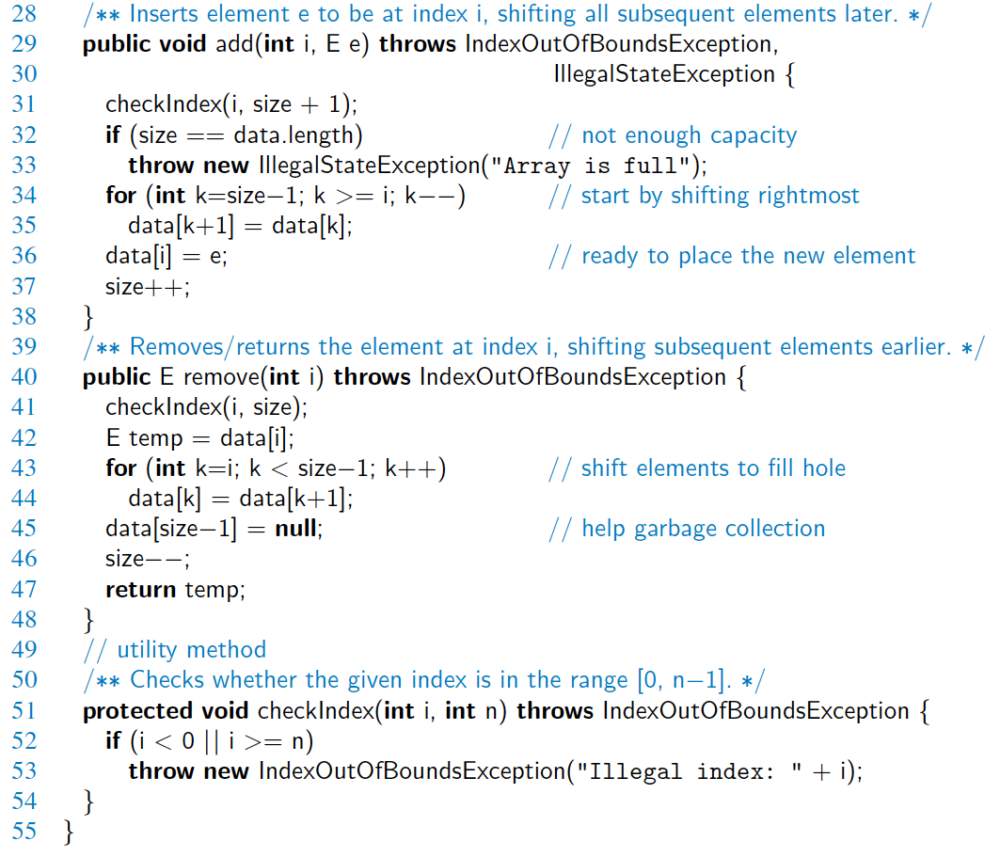 28 /** Inserts element e to be at index i, shifting all subsequent elements later. */
29 public void add(int i, E e) throws IndexOutOfBoundsException,
30 IllegalStateException {
31 checkIndex(i, size + 1);
32 if (size == data.length) // not enough capacity
33 throw new IllegalStateException("Array is full");
34 for (int k=size−1; k >= i; k−−) // start by shifting rightmost
35 data[k+1] = data[k];
36 data[i] = e; // ready to place the new element
37 size++;
38 }
39 /** Removes/returns the element at index i, shifting subsequent elements earlier. */
40 public E remove(int i) throws IndexOutOfBoundsException {
41 checkIndex(i, size);
42 E temp = data[i];
43 for (int k=i; k < size−1; k++) // shift elements to fill hole
44 data[k] = data[k+1];
45 data[size−1] = null; // help garbage collection
46 size−−;
47 return temp;
48 }
49 // utility method
50 /** Checks whether the given index is in the range [0, n−1]. */
51 protected void checkIndex(int i, int n) throws IndexOutOfBoundsException {
52 if (i < 0 || i >= n)
53 throw new IndexOutOfBoundsException("Illegal index: " + i);
54 }
55 }